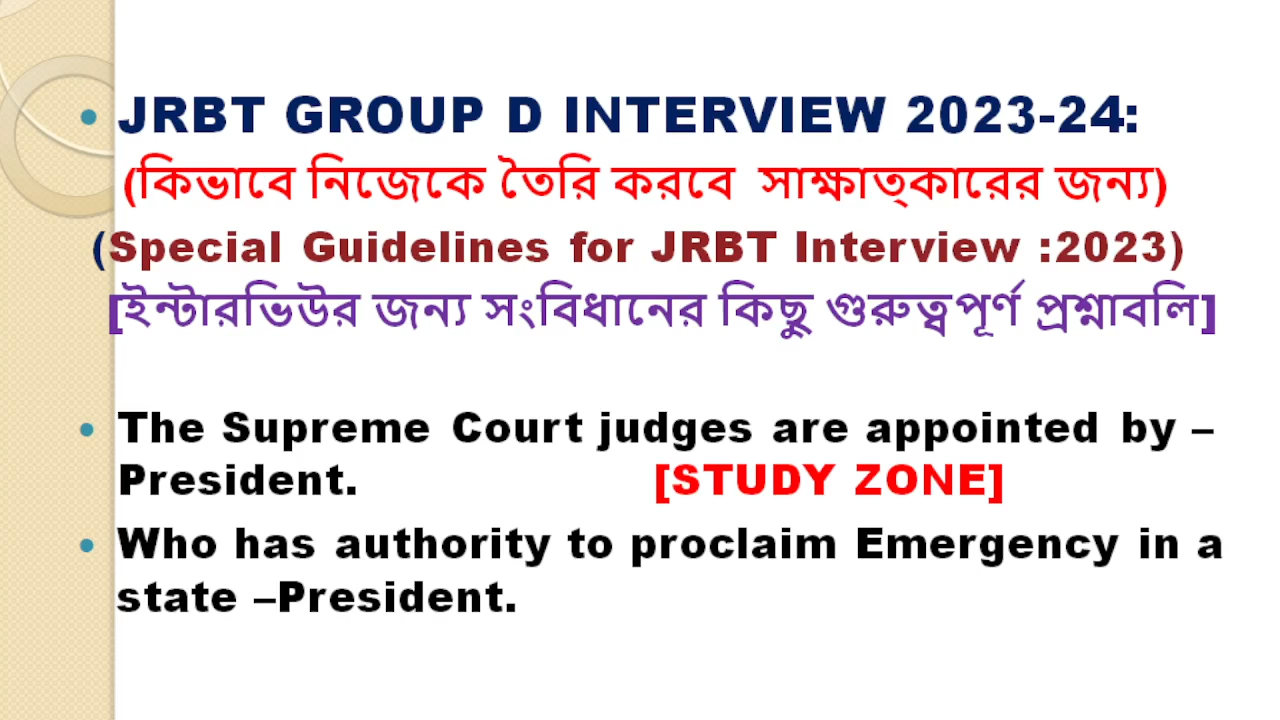 JRBT GROUP D INTERVIEW 2023-24:
(কিভাবে নিজেকে তৈরি করবে সাক্ষাত্কারের জন্য)
(Special Guidelines for JRBT Interview :2023)
[ইন্টারভিউর জন্য সংবিধানের কিছু গুরুত্বপূর্ণ প্রশ্নাবলি]
The Supreme Court judges are appointed by –
President. [STUDY ZONE]
Who has authority to proclaim Emergency in a
state –President.